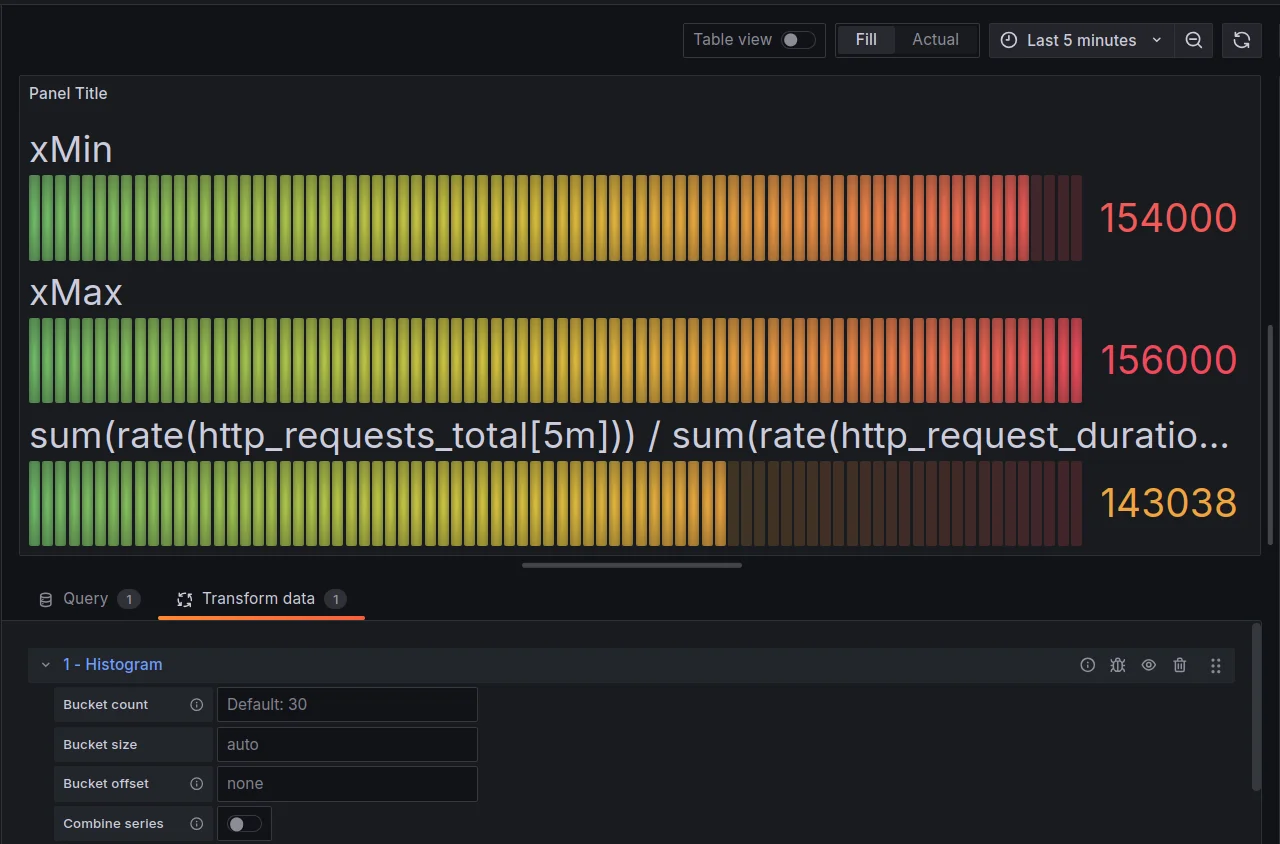 Table view
Fill
Actual
Last 5 minutes
Panel Title
xMin
154000
xMax
156000
sum(rate(http_requests_total[5m])) / sum(rate(http_request_duratio...
143038
Query 1
Transform data 1
1 - Histogram
Bucket count
Default: 30
Bucket size
auto
Bucket offset
none
Combine series